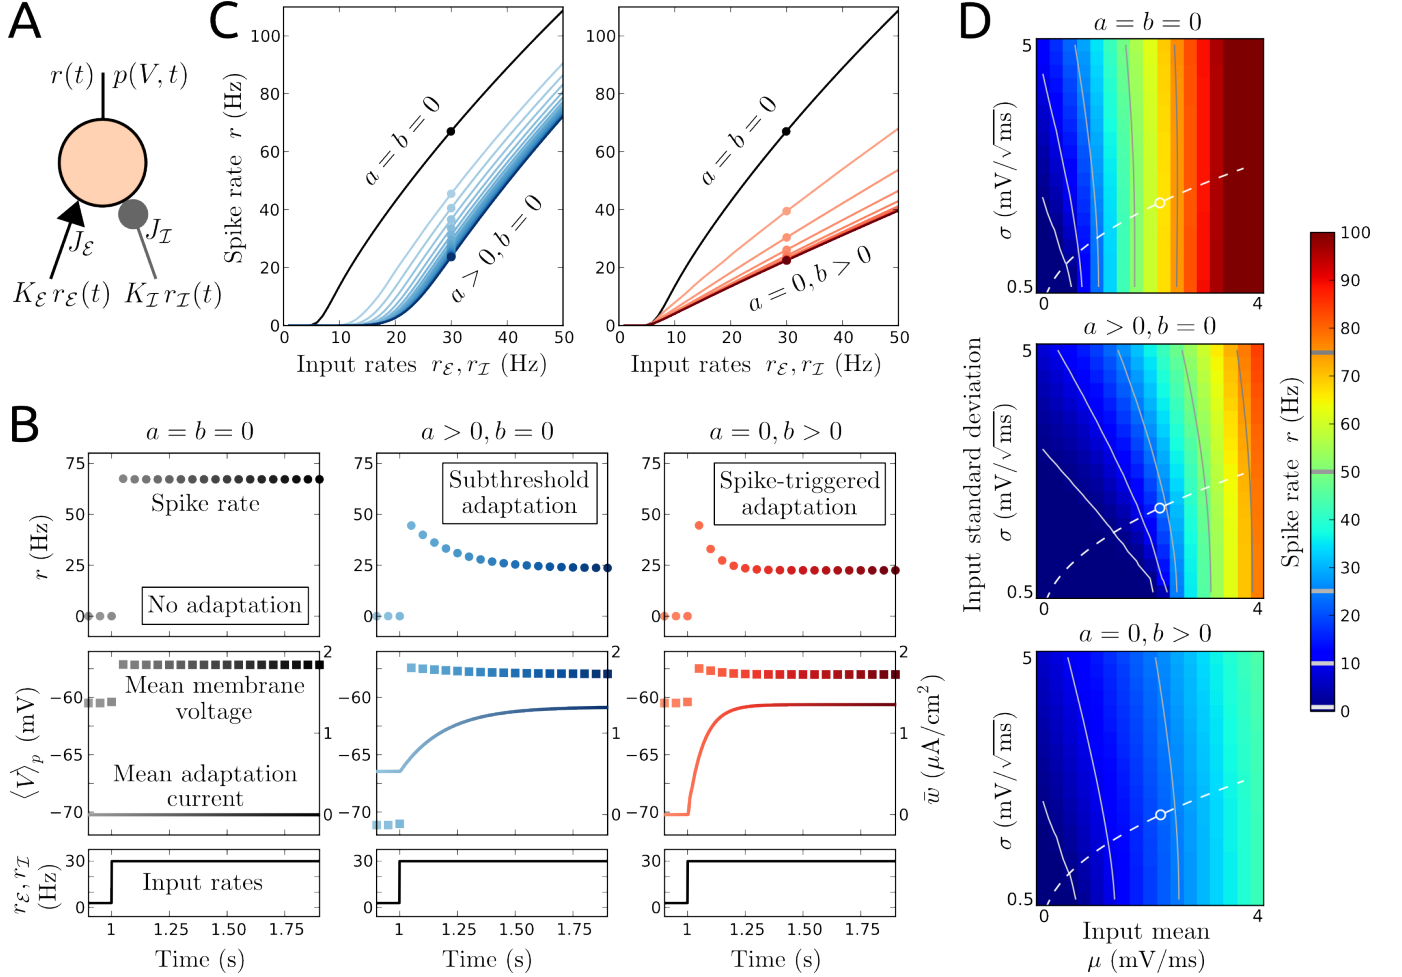 A
r(t) p(V, t)
J_ℰ J_ℐ
K_ℰ r_ℰ(t) K_ℐ r_ℐ(t)
C
Spike rate r (Hz)
100
80
60
40
20
0
a = b = 0
a > 0, b = 0
0 10 20 30 40 50
Input rates r_ℰ, r_ℐ (Hz)
100
80
60
40
20
0
a = b = 0
a = 0, b > 0
0 10 20 30 40 50
Input rates r_ℰ, r_ℐ (Hz)
B
a = b = 0
a > 0, b = 0
a = 0, b > 0
r (Hz)
75
50
25
0
Spike rate
No adaptation
75
50
25
0
Subthreshold
adaptation
75
50
25
0
Spike-triggered
adaptation
⟨V⟩_p (mV)
−60
−65
−70
Mean membrane
voltage
Mean adaptation
current
2
1
0
−60
−65
−70
2
1
0
−60
−65
−70
2
1
0
w̄ (μA/cm²)
r_ℰ, r_ℐ
(Hz)
30
0
Input rates
30
0
30
0
1 1.25 1.50 1.75
1 1.25 1.50 1.75
1 1.25 1.50 1.75
Time (s)
Time (s)
Time (s)
D
a = b = 0
5
σ (mV/√ms)
0.5
0 4
a > 0, b = 0
5
Input standard deviation
σ (mV/√ms)
0.5
0 4
a = 0, b > 0
5
σ (mV/√ms)
0.5
0 4
Input mean
μ (mV/ms)
Spike rate r (Hz)
100
90
80
70
60
50
40
30
20
10
0